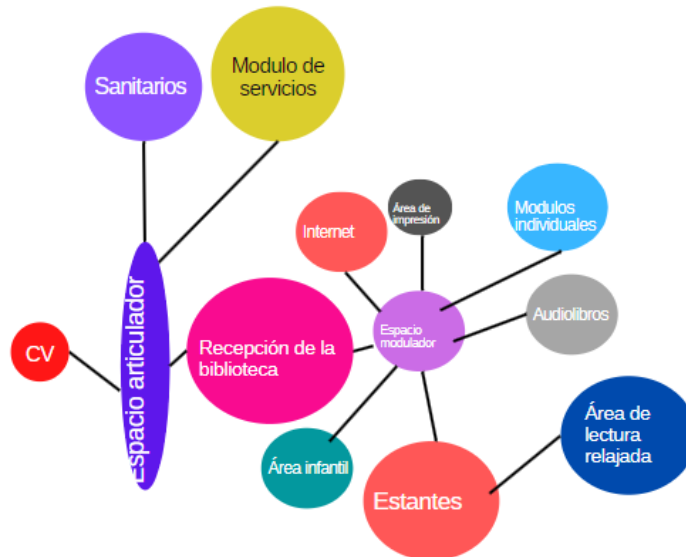 Sanitarios
Modulo de
servicios
Área de
impresión
Modulos
individuales
Internet
Espacio articulador
CV
Recepción de la
biblioteca
Espacio
modulador
Audiolibros
Área infantil
Estantes
Área de
lectura
relajada